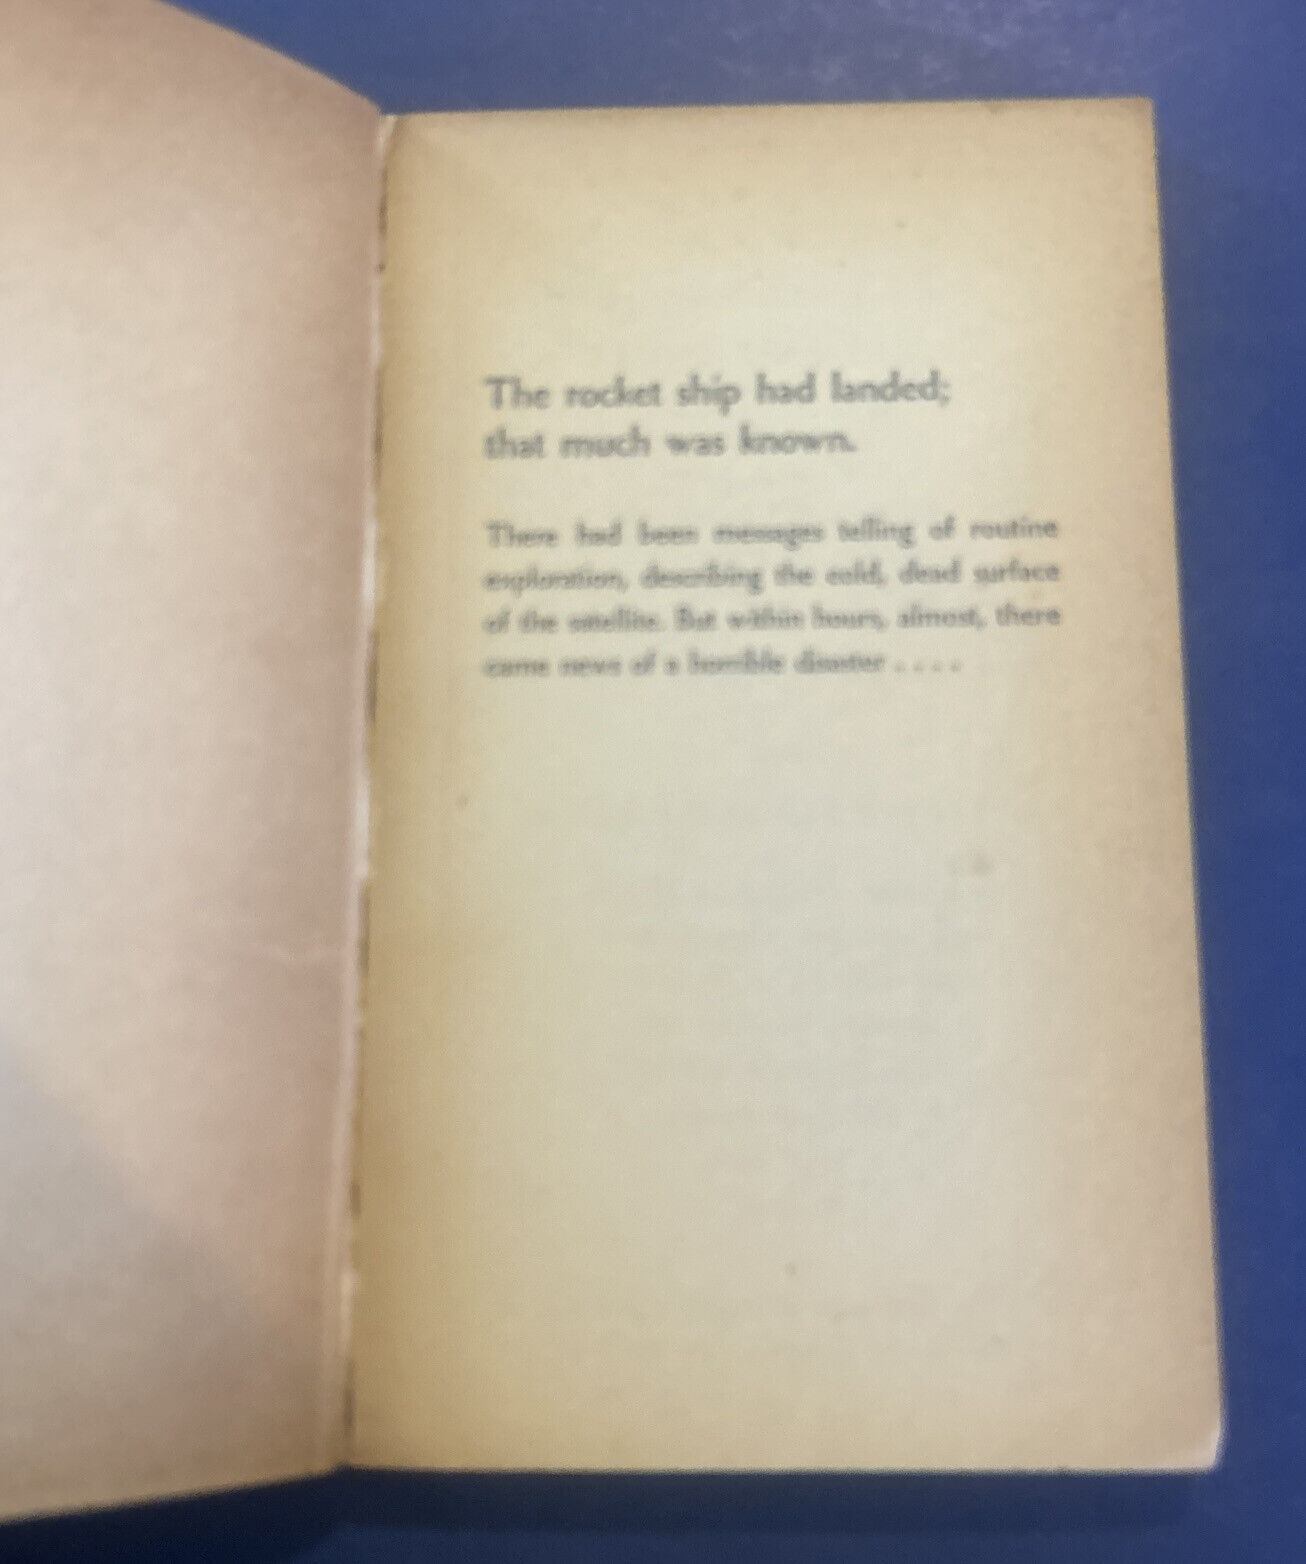 The rocket ship had landed;
that much was known.
There had been messages telling of routine
exploration, describing the cold, dead surface
of the satellite. But within hours, almost, there
came news of a horrible disaster . . . .